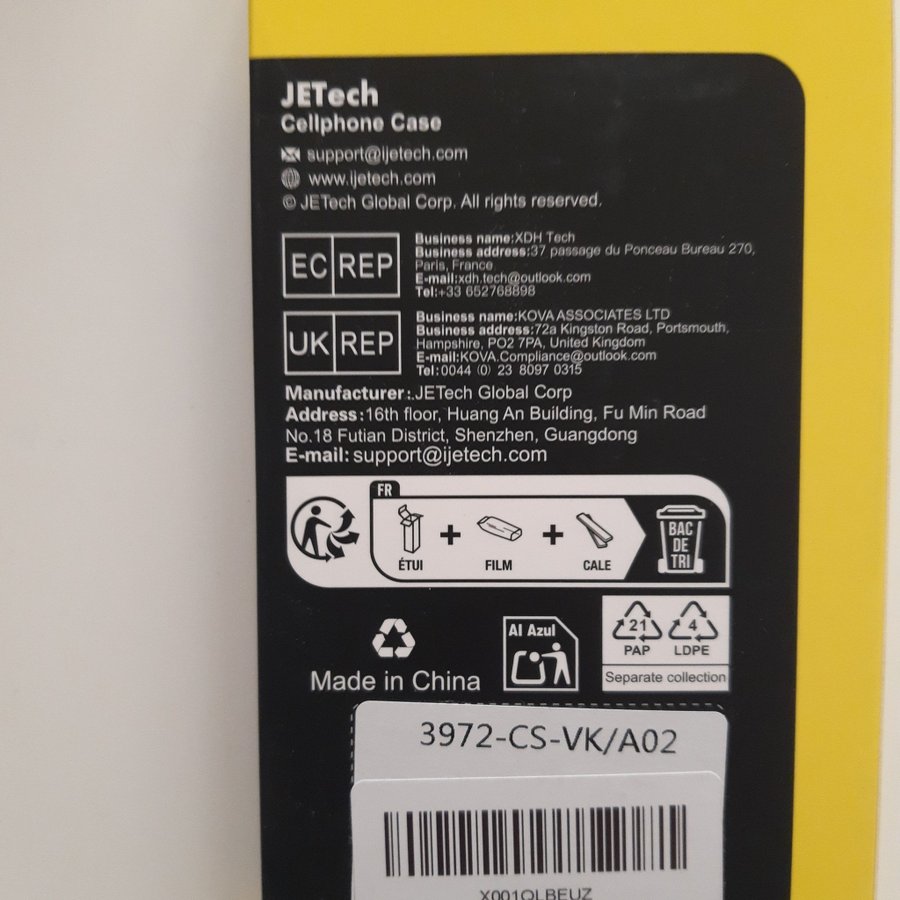 JETech
Cellphone Case
support@ijetech.com
www.ijetech.com
© JETech Global Corp. All rights reserved.
EC REP
Business name:XDH Tech
Business address:37 passage du Ponceau Bureau 270,
Paris, France
E-mail:xdh.tech@outlook.com
Tel:+33 652768898
UK REP
Business name:KOVA ASSOCIATES LTD
Business address:72a Kingston Road, Portsmouth,
Hampshire, PO2 7PA, United Kingdom
E-mail:KOVA.Compliance@outlook.com
Tel:0044 (0) 23 8097 0315
Manufacturer:.JETech Global Corp
Address:16th floor, Huang An Building, Fu Min Road
No.18 Futian District, Shenzhen, Guangdong
E-mail:support@ijetech.com
FR
ÉTUI + FILM + CALE
BAC
DE
TRI
Made in China
Al Azul
21
PAP
4
LDPE
Separate collection
3972-CS-VK/A02
X001QLBEUZ